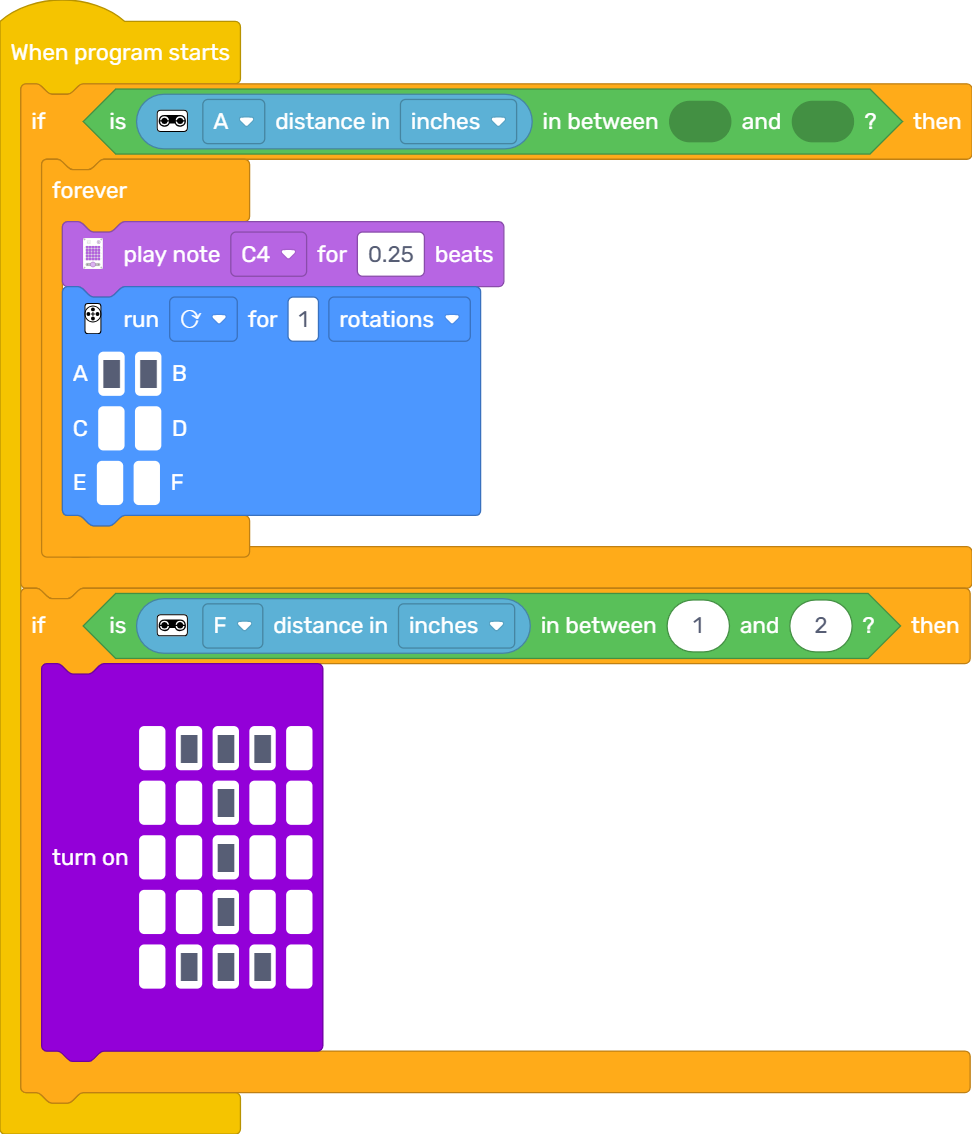 When program starts
if is A distance in inches in between and ? then
forever
play note C4 for 0.25 beats
run for 1 rotations
A B
C D
E F
if is F distance in inches in between 1 and 2 ? then
turn on